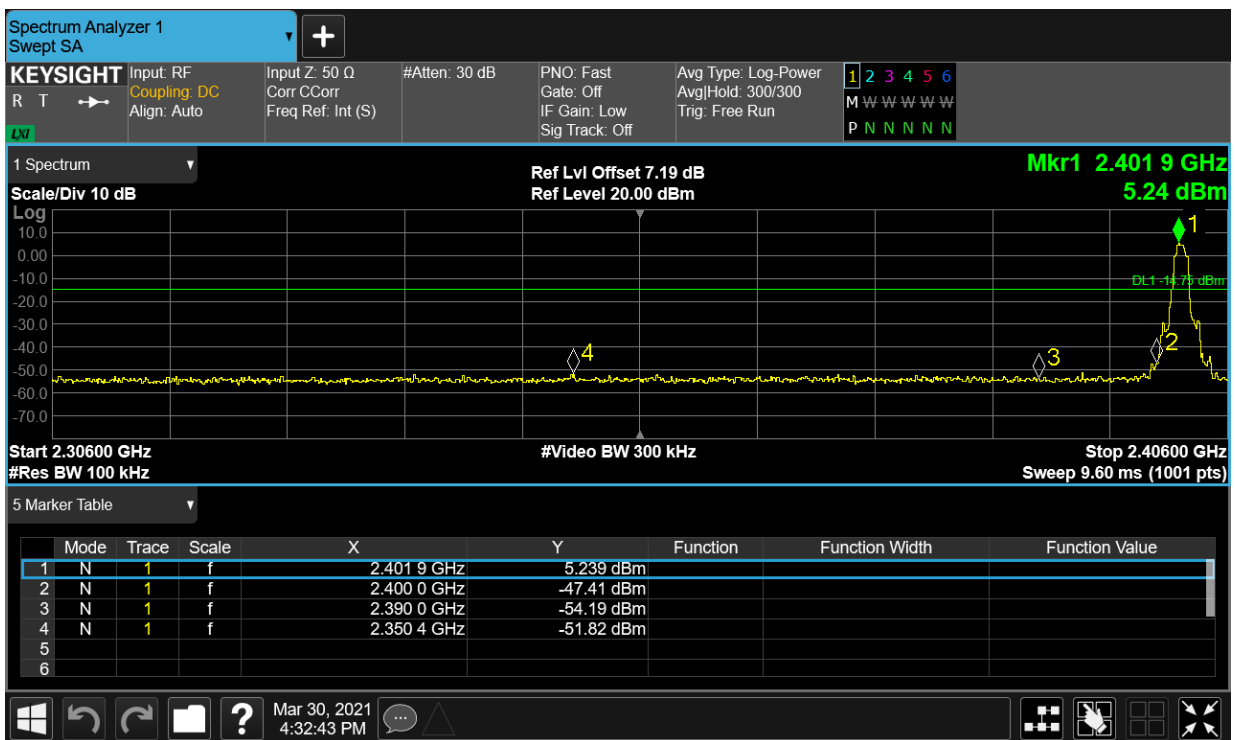 Spectrum Analyzer 1
Swept SA
+
KEYSIGHT
R T
LXI
Input: RF
Coupling: DC
Align: Auto
Input Z: 50 Ω
Corr CCorr
Freq Ref: Int (S)
#Atten: 30 dB
PNO: Fast
Gate: Off
IF Gain: Low
Sig Track: Off
Avg Type: Log-Power
Avg|Hold: 300/300
Trig: Free Run
1 2 3 4 5 6
M W W W W W
P N N N N N
1 Spectrum
Scale/Div 10 dB
Ref Lvl Offset 7.19 dB
Ref Level 20.00 dBm
Mkr1 2.401 9 GHz
5.24 dBm
Log
10.0
0.00
-10.0
-20.0
-30.0
-40.0
-50.0
-60.0
-70.0
1
DL1 -14.75 dBm
2
3
4
Start 2.30600 GHz
#Res BW 100 kHz
#Video BW 300 kHz
Stop 2.40600 GHz
Sweep 9.60 ms (1001 pts)
5 Marker Table
Mode Trace Scale X Y Function Function Width Function Value
1 N 1 f 2.401 9 GHz 5.239 dBm
2 N 1 f 2.400 0 GHz -47.41 dBm
3 N 1 f 2.390 0 GHz -54.19 dBm
4 N 1 f 2.350 4 GHz -51.82 dBm
5
6
?
Mar 30, 2021
4:32:43 PM